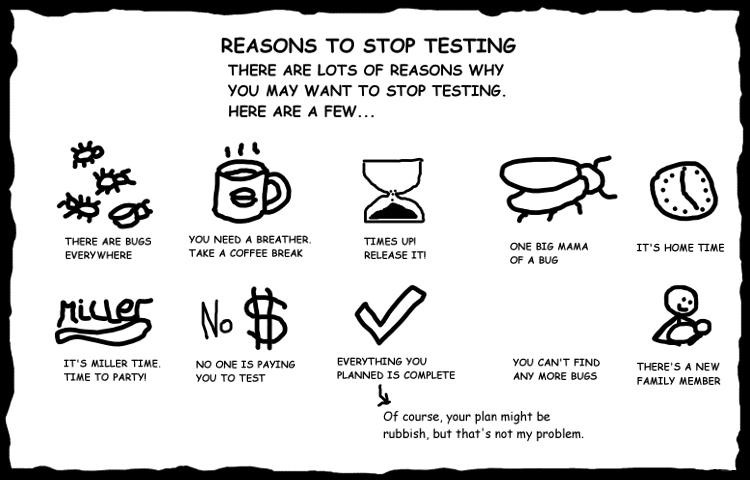 REASONS TO STOP TESTING
THERE ARE LOTS OF REASONS WHY
YOU MAY WANT TO STOP TESTING.
HERE ARE A FEW...
THERE ARE BUGS
EVERYWHERE
YOU NEED A BREATHER.
TAKE A COFFEE BREAK
TIMES UP!
RELEASE IT!
ONE BIG MAMA
OF A BUG
IT'S HOME TIME
Miller
IT'S MILLER TIME.
TIME TO PARTY!
No $
NO ONE IS PAYING
YOU TO TEST
EVERYTHING YOU
PLANNED IS COMPLETE
YOU CAN'T FIND
ANY MORE BUGS
THERE'S A NEW
FAMILY MEMBER
Of course, your plan might be
rubbish, but that's not my problem.